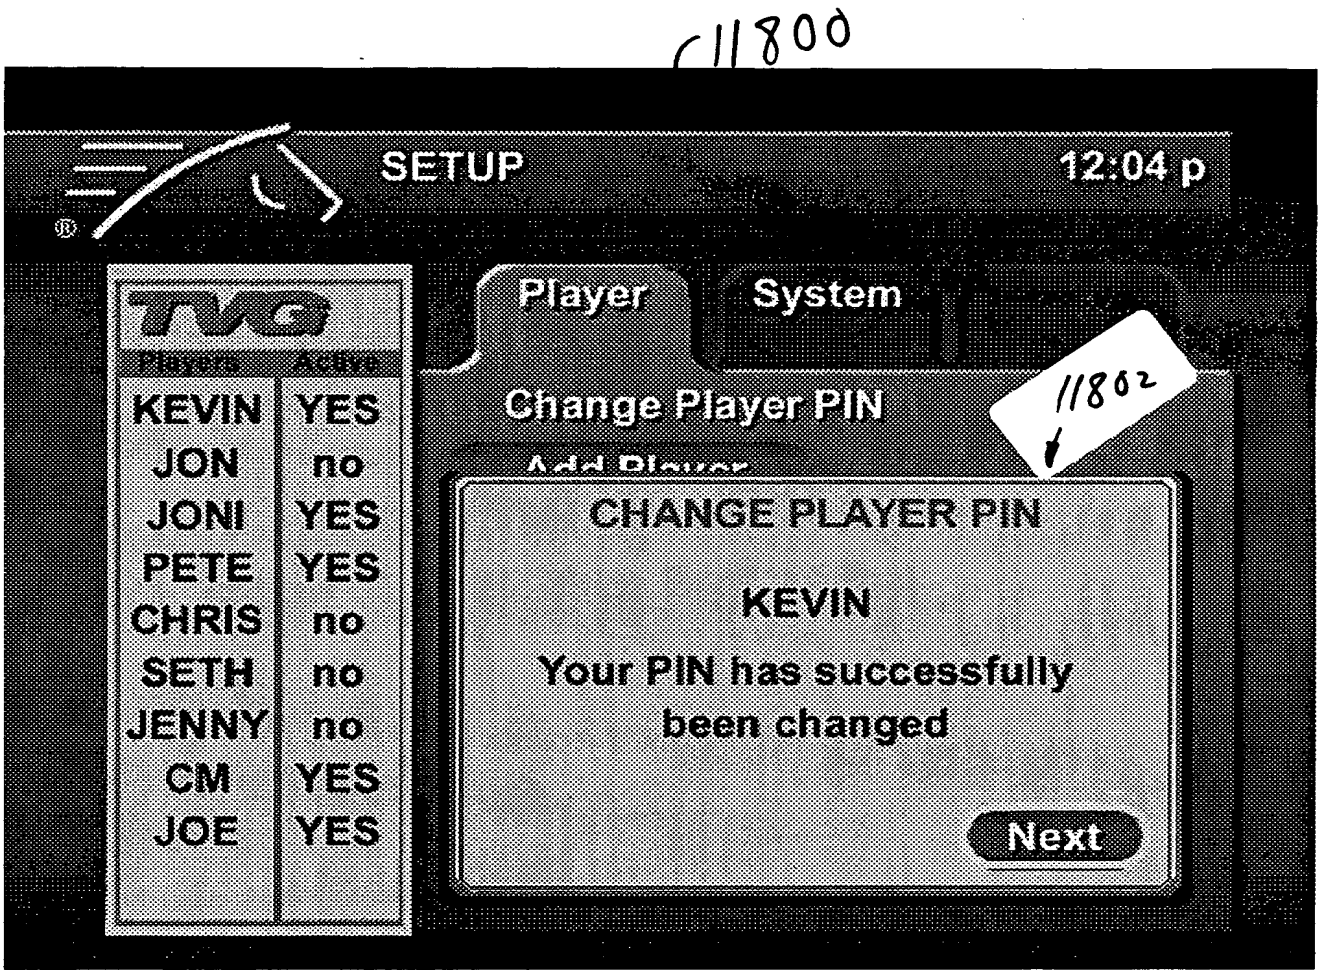 11800
SETUP
12:04 p
®
TVG
Players Active
KEVIN YES
JON no
JONI YES
PETE YES
CHRIS no
SETH no
JENNY no
CM YES
JOE YES
Player
System
11802
Change Player PIN
Add Player
CHANGE PLAYER PIN
KEVIN
Your PIN has successfully
been changed
Next